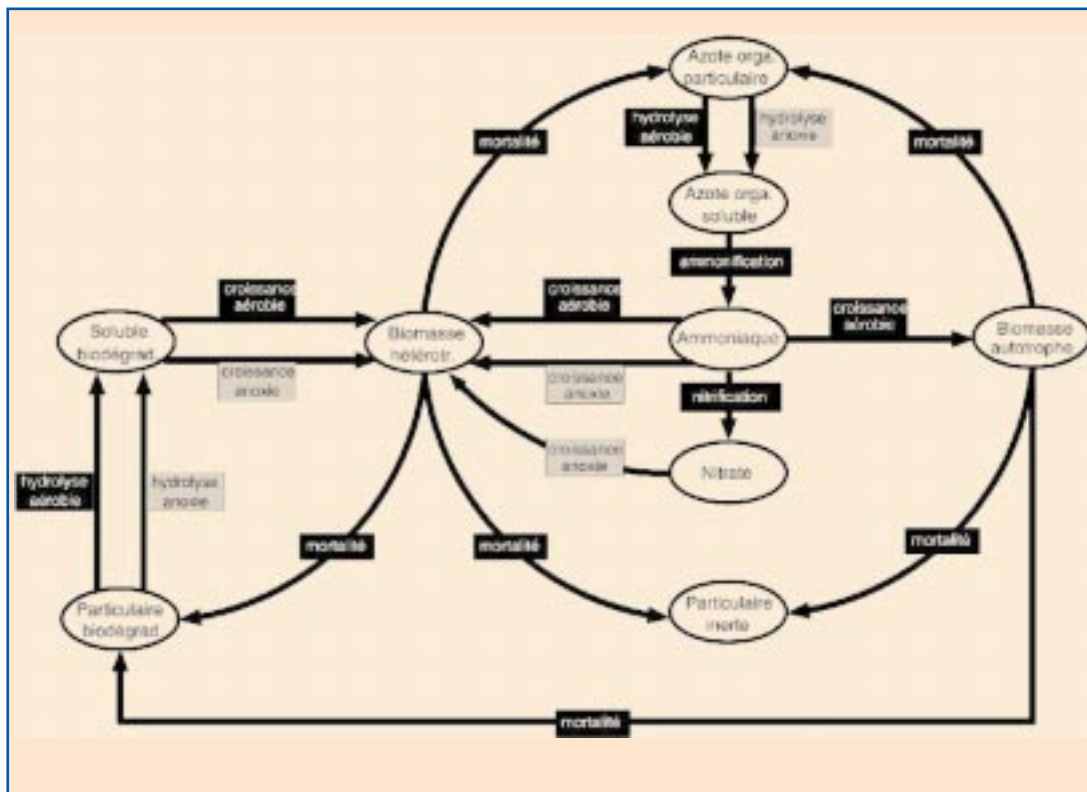 Azote orga.
particulaire
hydrolyse
aérobie
hydrolyse
anoxie
mortalité
mortalité
Azote orga.
soluble
ammonification
croissance
aérobie
croissance
aérobie
croissance
aérobie
Soluble
biodégrad.
Biomasse
hétérotr.
Ammoniaque
Biomasse
autotrophe
croissance
anoxie
croissance
anoxie
nitrification
croissance
anoxie
Nitrate
hydrolyse
aérobie
hydrolyse
anoxie
mortalité
mortalité
mortalité
Particulaire
biodégrad.
Particulaire
inerte
mortalité